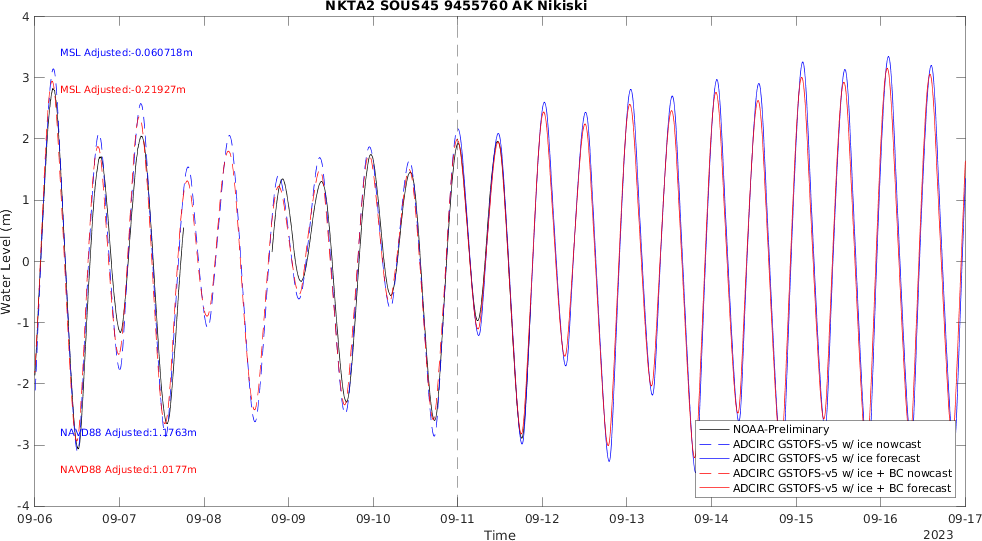 NKTA2 SOUS45 9455760 AK Nikiski
4
3
2
1
0
-1
-2
-3
-4
Water Level (m)
MSL Adjusted:-0.060718m
MSL Adjusted:-0.21927m
NAVD88 Adjusted:1.1763m
NAVD88 Adjusted:1.0177m
NOAA-Preliminary
ADCIRC GSTOFS-v5 w/ ice nowcast
ADCIRC GSTOFS-v5 w/ ice forecast
ADCIRC GSTOFS-v5 w/ ice + BC nowcast
ADCIRC GSTOFS-v5 w/ ice + BC forecast
09-06 09-07 09-08 09-09 09-10 09-11 09-12 09-13 09-14 09-15 09-16 09-17
Time
2023